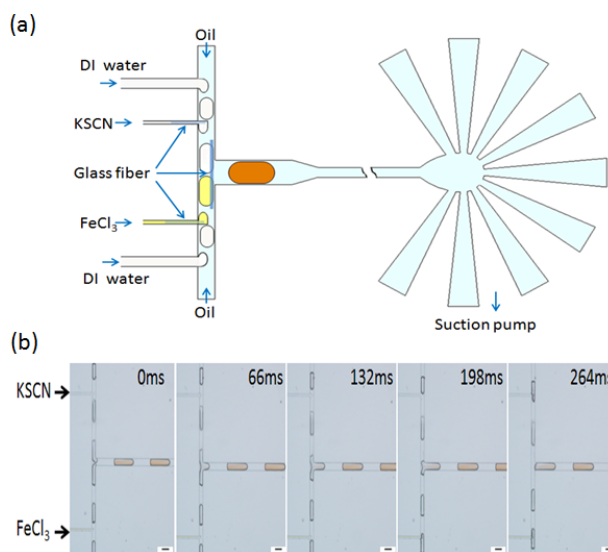 (a)
Oil
DI water
KSCN
Glass fiber
FeCl₃
DI water
Oil
Suction pump
(b)
0ms
66ms
132ms
198ms
264ms
KSCN
FeCl₃